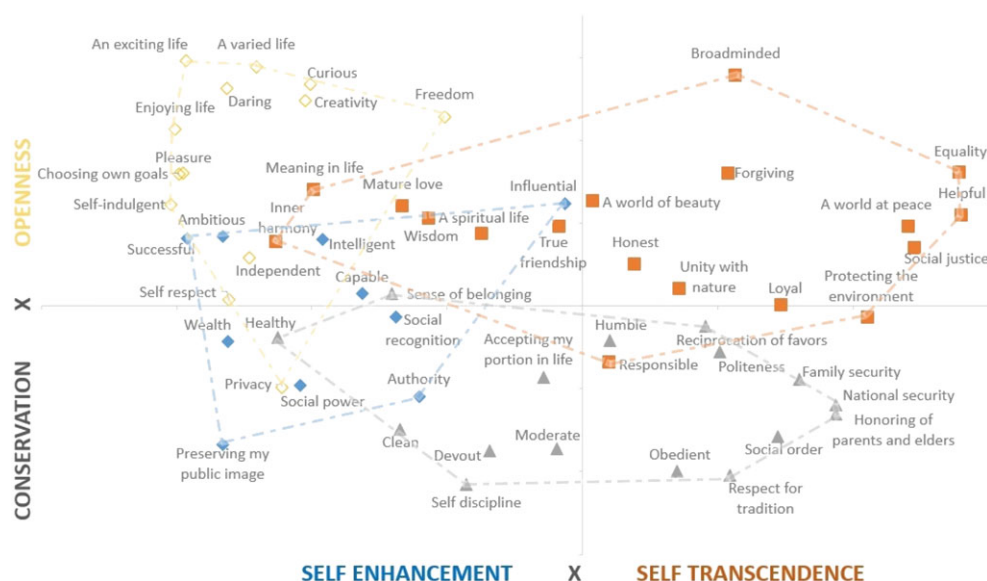 An exciting life
A varied life
Broadminded
Curious
Daring
Creativity
Freedom
Enjoying life
Pleasure
Choosing own goals
Meaning in life
Equality
Forgiving
Helpful
Mature love
Influential
Self-indulgent
Inner
harmony
A world of beauty
A world at peace
Ambitious
A spiritual life
Wisdom
Successful
Intelligent
True
friendship
Honest
Social justice
Independent
Unity with
nature
Protecting the
environment
Capable
Loyal
Self respect
Sense of belonging
Wealth
Healthy
Social
recognition
Humble
Accepting my
portion in life
Reciprocation of favors
Responsible
Politeness
Family security
Privacy
Social power
Authority
National security
Honoring of
parents and elders
Clean
Moderate
Social order
Preserving my
public image
Devout
Obedient
Self discipline
Respect for
tradition
OPENNESS
X
CONSERVATION
SELF ENHANCEMENT X SELF TRANSCENDENCE